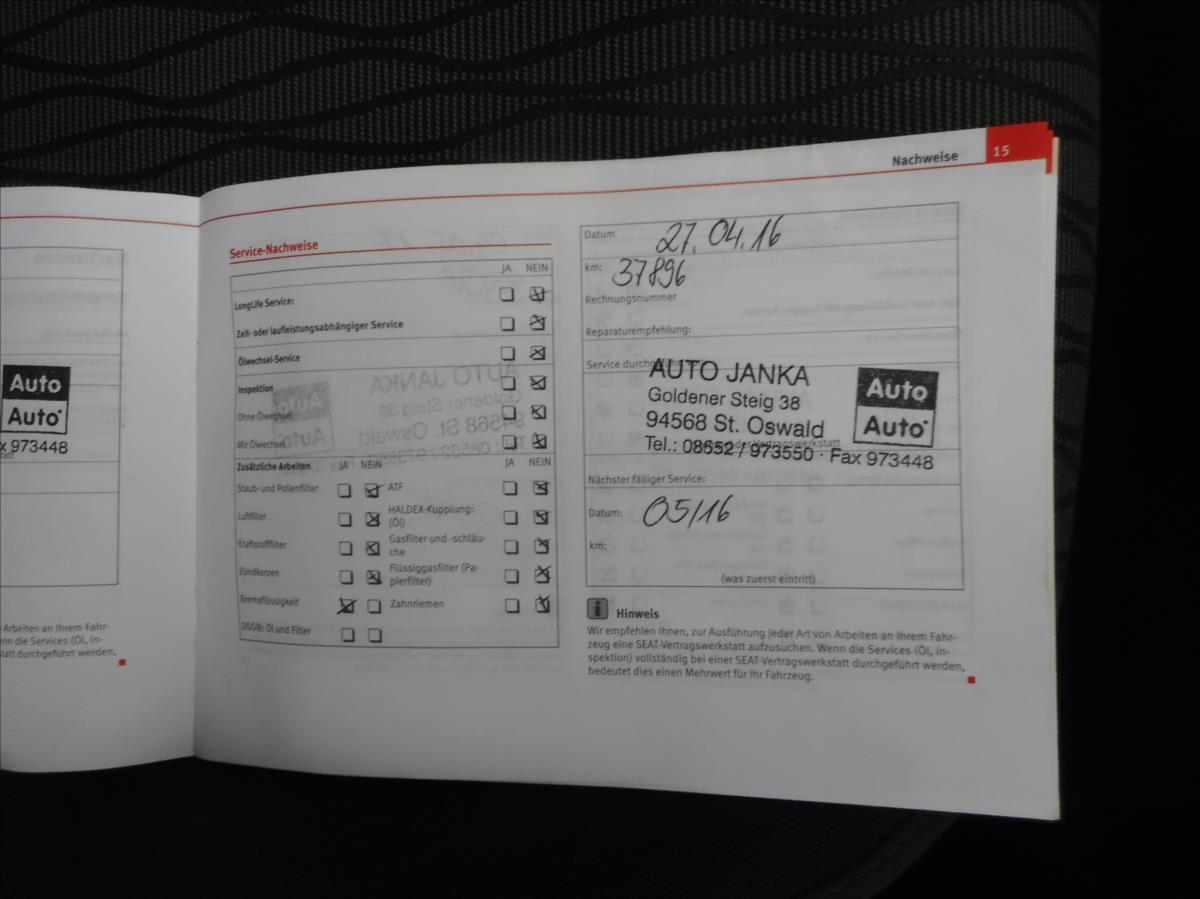 Nachweise 15
Auto
Auto
x 973448
Arbeiten an Ihrem Fahr-
nn die Services (Öl, In-
statt durchgeführt werden,
Service-Nachweise
JA NEIN
LongLife Service:
Zeit- oder laufleistungsabhängiger Service
Ölwechsel-Service
Inspektion
Ohne Ölwechsel
Mit Ölwechsel
Zusätzliche Arbeiten JA NEIN JA NEIN
Staub- und Pollenfilter ATF
Luftfilter HALDEX-Kupplung:
(Öl)
Kraftstofffilter Gasfilter und -schläu-
che
Zündkerzen Flüssiggasfilter (Pa-
pierfilter)
Bremsflüssigkeit Zahnriemen
DSG®: Öl und Filter
Datum 27.04.16
km: 37896
Rechnungsnummer
Reparaturempfehlung:
Service durchgeführt
AUTO JANKA
Goldener Steig 38
94568 St. Oswald
Tel.: 08552 / 973550 · Fax 973448
Auto
Auto
der Vertragswerkstatt
Nächster fälliger Service:
Datum: 05/16
km:
(was zuerst eintritt)
Hinweis
Wir empfehlen Ihnen, zur Ausführung jeder Art von Arbeiten an Ihrem Fahr-
zeug eine SEAT-Vertragswerkstatt aufzusuchen. Wenn die Services (Öl, In-
spektion) vollständig bei einer SEAT-Vertragswerkstatt durchgeführt werden,
bedeutet dies einen Mehrwert für Ihr Fahrzeug.